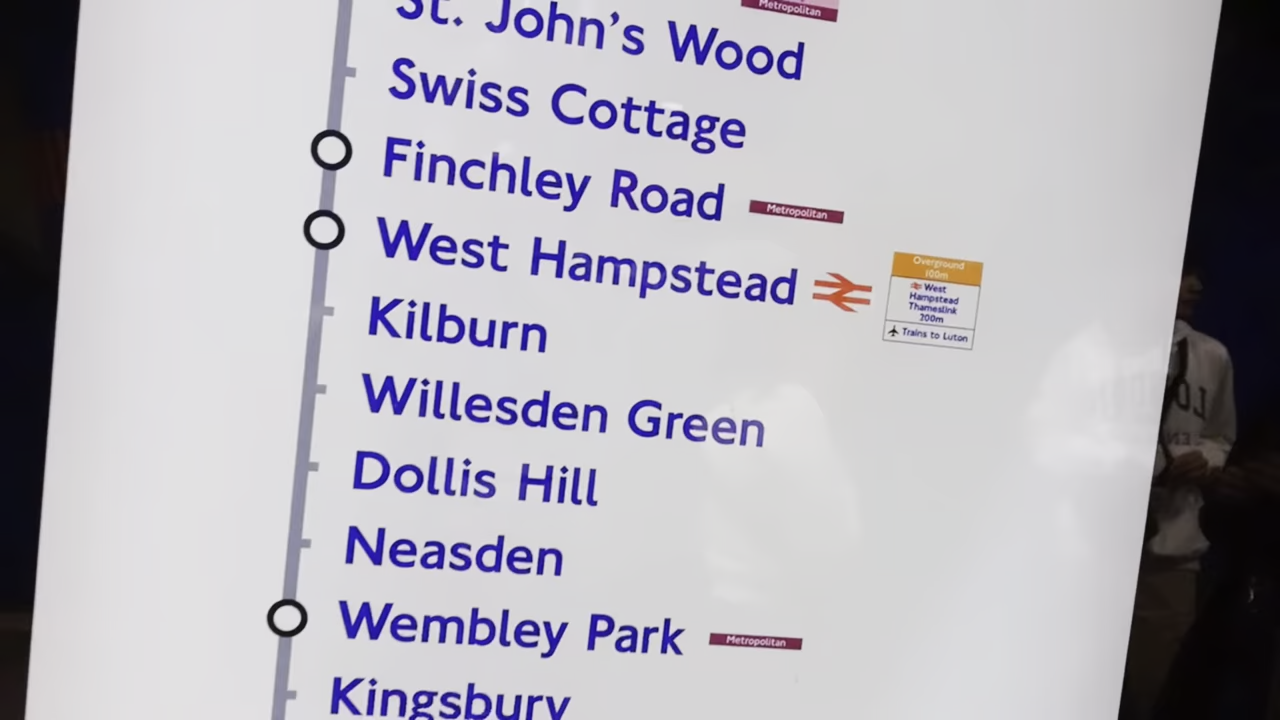 Metropolitan
St. John's Wood
Swiss Cottage
Finchley Road
Metropolitan
West Hampstead
Overground
100m
West
Hampstead
Thameslink
200m
Trains to Luton
Kilburn
Willesden Green
Dollis Hill
Neasden
Wembley Park
Metropolitan
Kingsbury